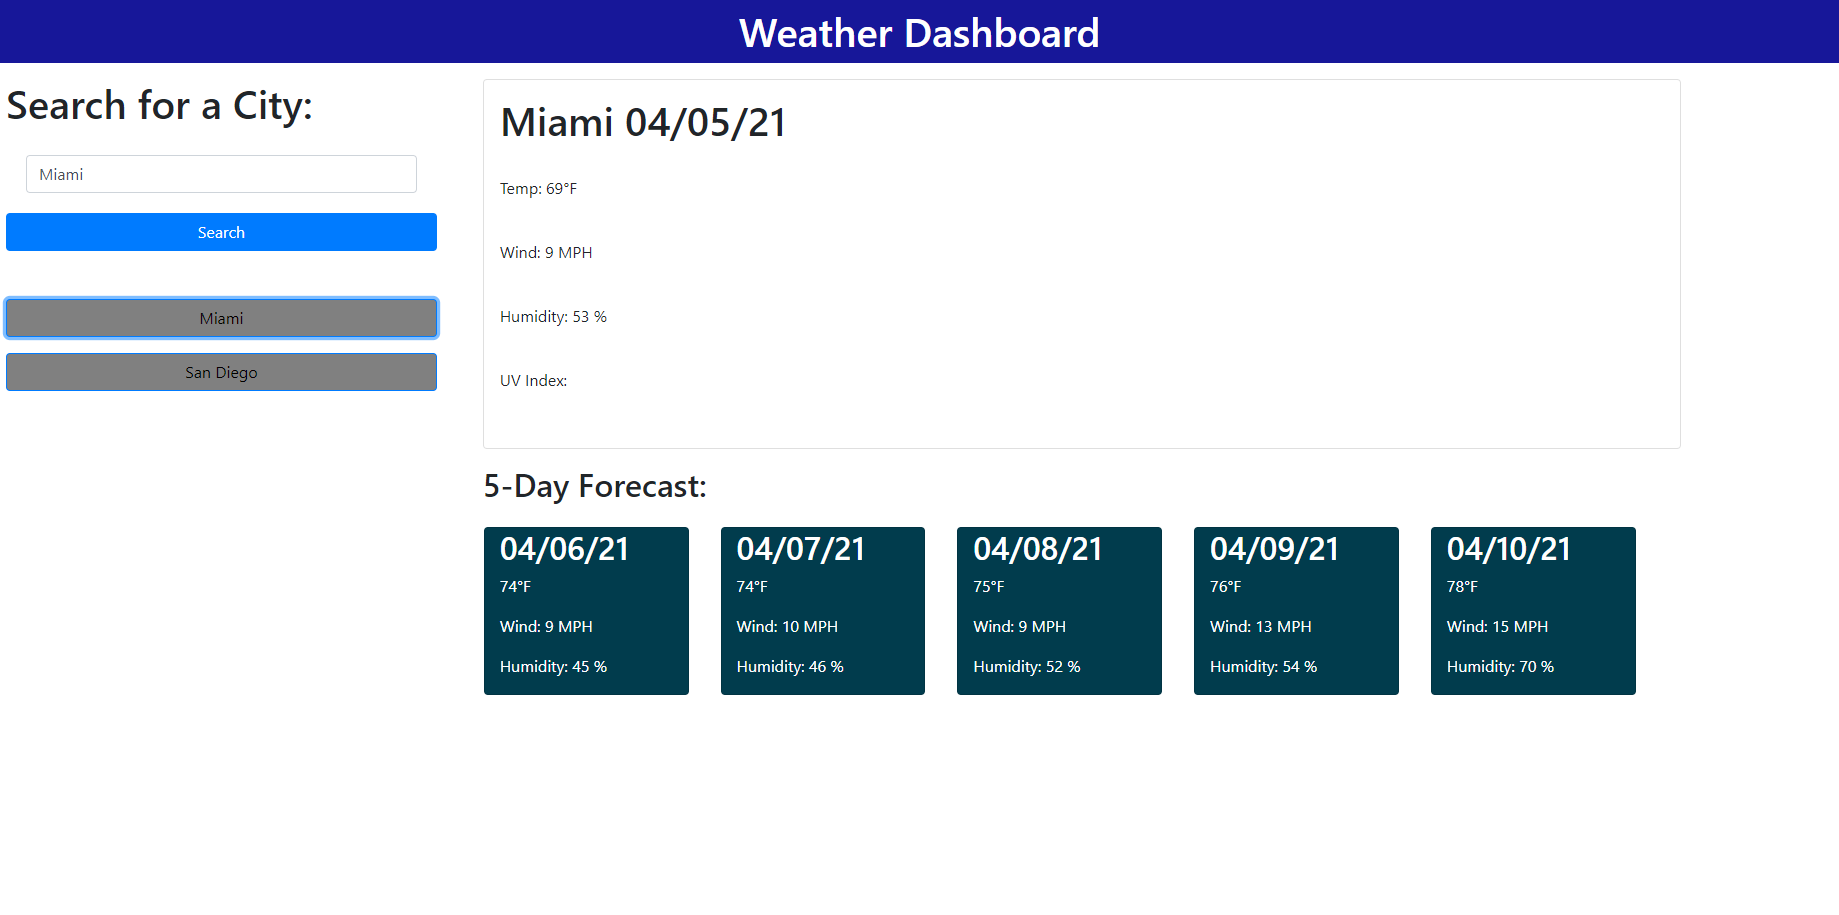 Weather Dashboard
Search for a City:
Miami
Search
Miami
San Diego
Miami 04/05/21
Temp: 69°F
Wind: 9 MPH
Humidity: 53 %
UV Index:
5-Day Forecast:
04/06/21
74°F
Wind: 9 MPH
Humidity: 45 %
04/07/21
74°F
Wind: 10 MPH
Humidity: 46 %
04/08/21
75°F
Wind: 9 MPH
Humidity: 52 %
04/09/21
76°F
Wind: 13 MPH
Humidity: 54 %
04/10/21
78°F
Wind: 15 MPH
Humidity: 70 %